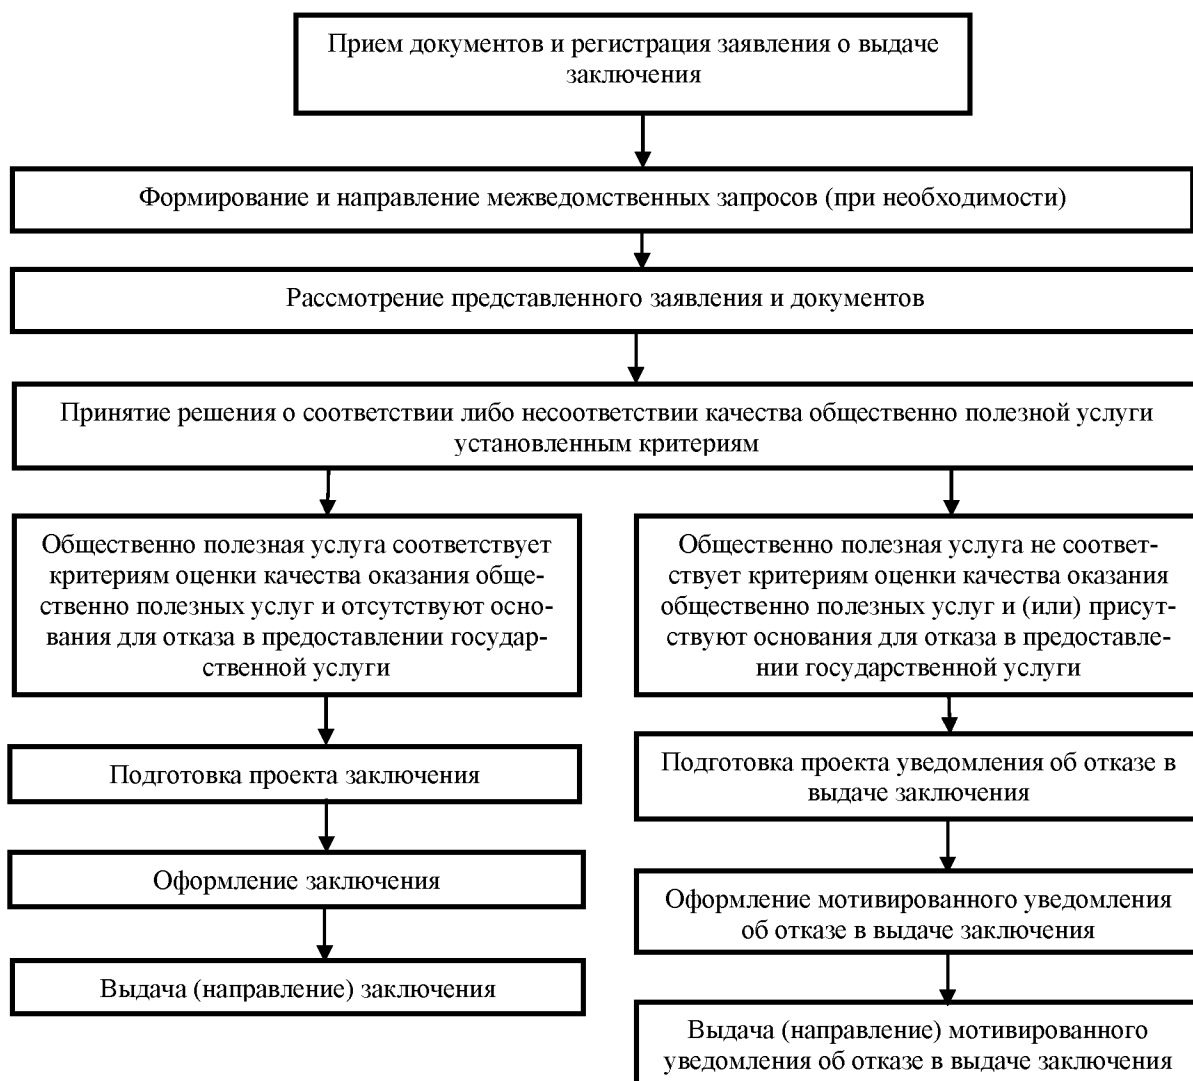 Прием документов и регистрация заявления о выдаче
заключения
Формирование и направление межведомственных запросов (при необходимости)
Рассмотрение представленного заявления и документов
Принятие решения о соответствии либо несоответствии качества общественно полезной услуги
установленным критериям
Общественно полезная услуга соответствует
критериям оценки качества оказания обще-
ственно полезных услуг и отсутствуют осно-
вания для отказа в предоставлении государ-
ственной услуги
Подготовка проекта заключения
Оформление заключения
Выдача (направление) заключения
Общественно полезная услуга не соответ-
ствует критериям оценки качества оказания
общественно полезных услуг и (или) присут-
ствуют основания для отказа в предоставле-
нии государственной услуги
Подготовка проекта уведомления об отказе в
выдаче заключения
Оформление мотивированного уведомления
об отказе в выдаче заключения
Выдача (направление) мотивированного
уведомления об отказе в выдаче заключения